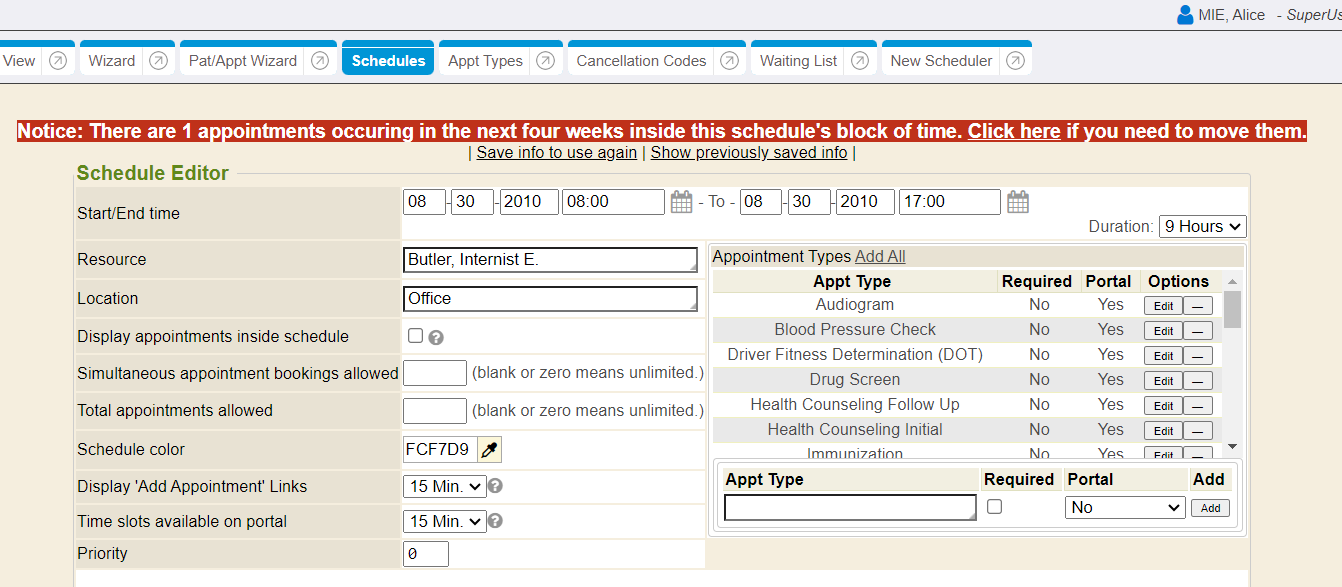 MIE, Alice - SuperUs
View Wizard Pat/Appt Wizard Schedules Appt Types Cancellation Codes Waiting List New Scheduler
Notice: There are 1 appointments occuring in the next four weeks inside this schedule's block of time. Click here if you need to move them.
| Save info to use again | Show previously saved info |
Schedule Editor
Start/End time 08 - 30 - 2010 08:00 - To - 08 - 30 - 2010 17:00
Duration: 9 Hours
Resource Butler, Internist E.
Location Office
Display appointments inside schedule ?
Simultaneous appointment bookings allowed (blank or zero means unlimited.)
Total appointments allowed (blank or zero means unlimited.)
Schedule color FCF7D9
Display 'Add Appointment' Links 15 Min. ?
Time slots available on portal 15 Min. ?
Priority 0
Appointment Types Add All
Appt Type Required Portal Options
Audiogram No Yes Edit —
Blood Pressure Check No Yes Edit —
Driver Fitness Determination (DOT) No Yes Edit —
Drug Screen No Yes Edit —
Health Counseling Follow Up No Yes Edit —
Health Counseling Initial No Yes Edit —
Immunization No Yes Edit —
Appt Type Required Portal Add
No Add